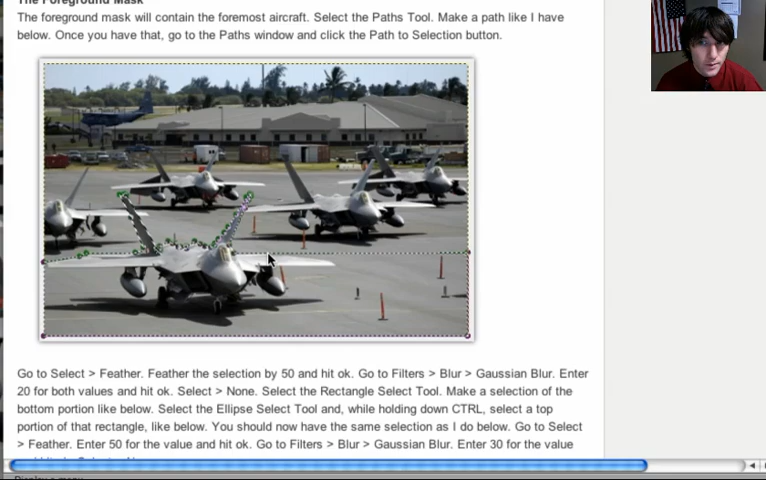 The Foreground Mask
The foreground mask will contain the foremost aircraft. Select the Paths Tool. Make a path like I have
below. Once you have that, go to the Paths window and click the Path to Selection button.
Go to Select > Feather. Feather the selection by 50 and hit ok. Go to Filters > Blur > Gaussian Blur. Enter
20 for both values and hit ok. Select > None. Select the Rectangle Select Tool. Make a selection of the
bottom portion like below. Select the Ellipse Select Tool and, while holding down CTRL, select a top
portion of that rectangle, like below. You should now have the same selection as I do below. Go to Select
> Feather. Enter 50 for the value and hit ok. Go to Filters > Blur > Gaussian Blur. Enter 30 for the value